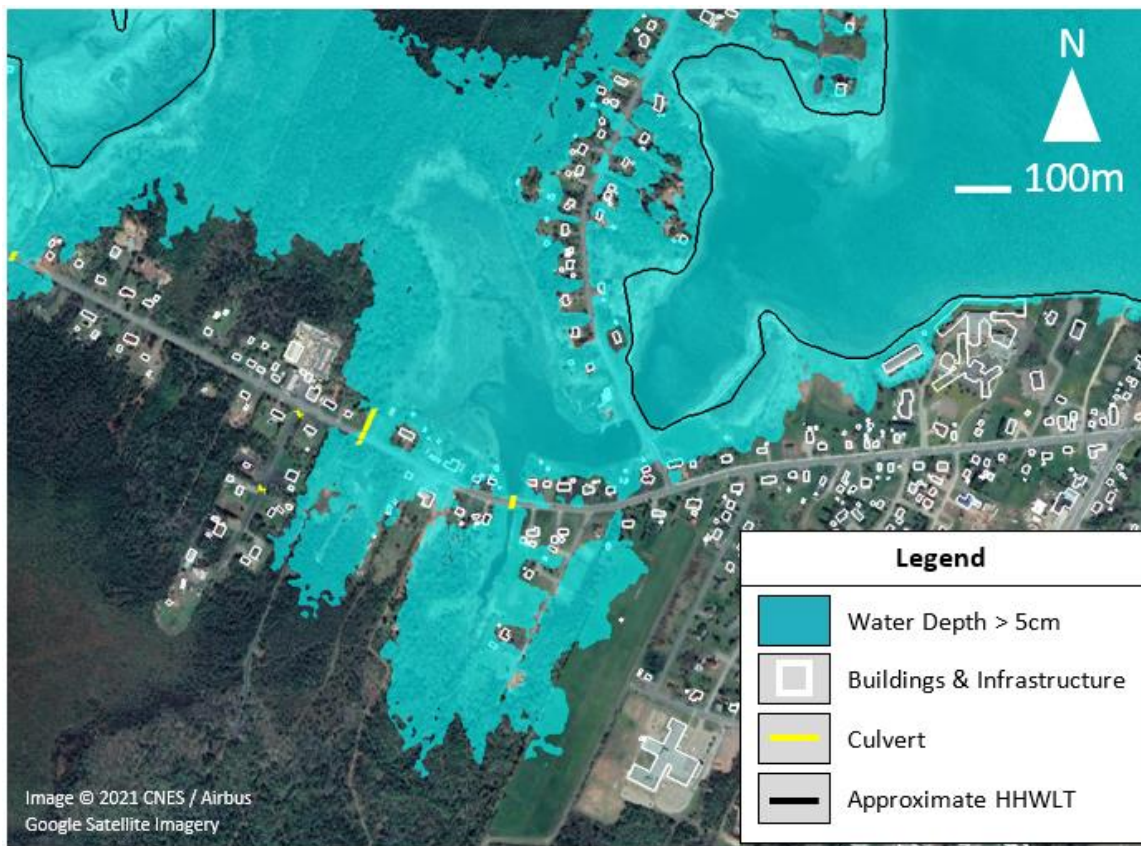 N
100m
Legend
Water Depth > 5cm
Buildings & Infrastructure
Culvert
Approximate HHWLT
Image © 2021 CNES / Airbus
Google Satellite Imagery